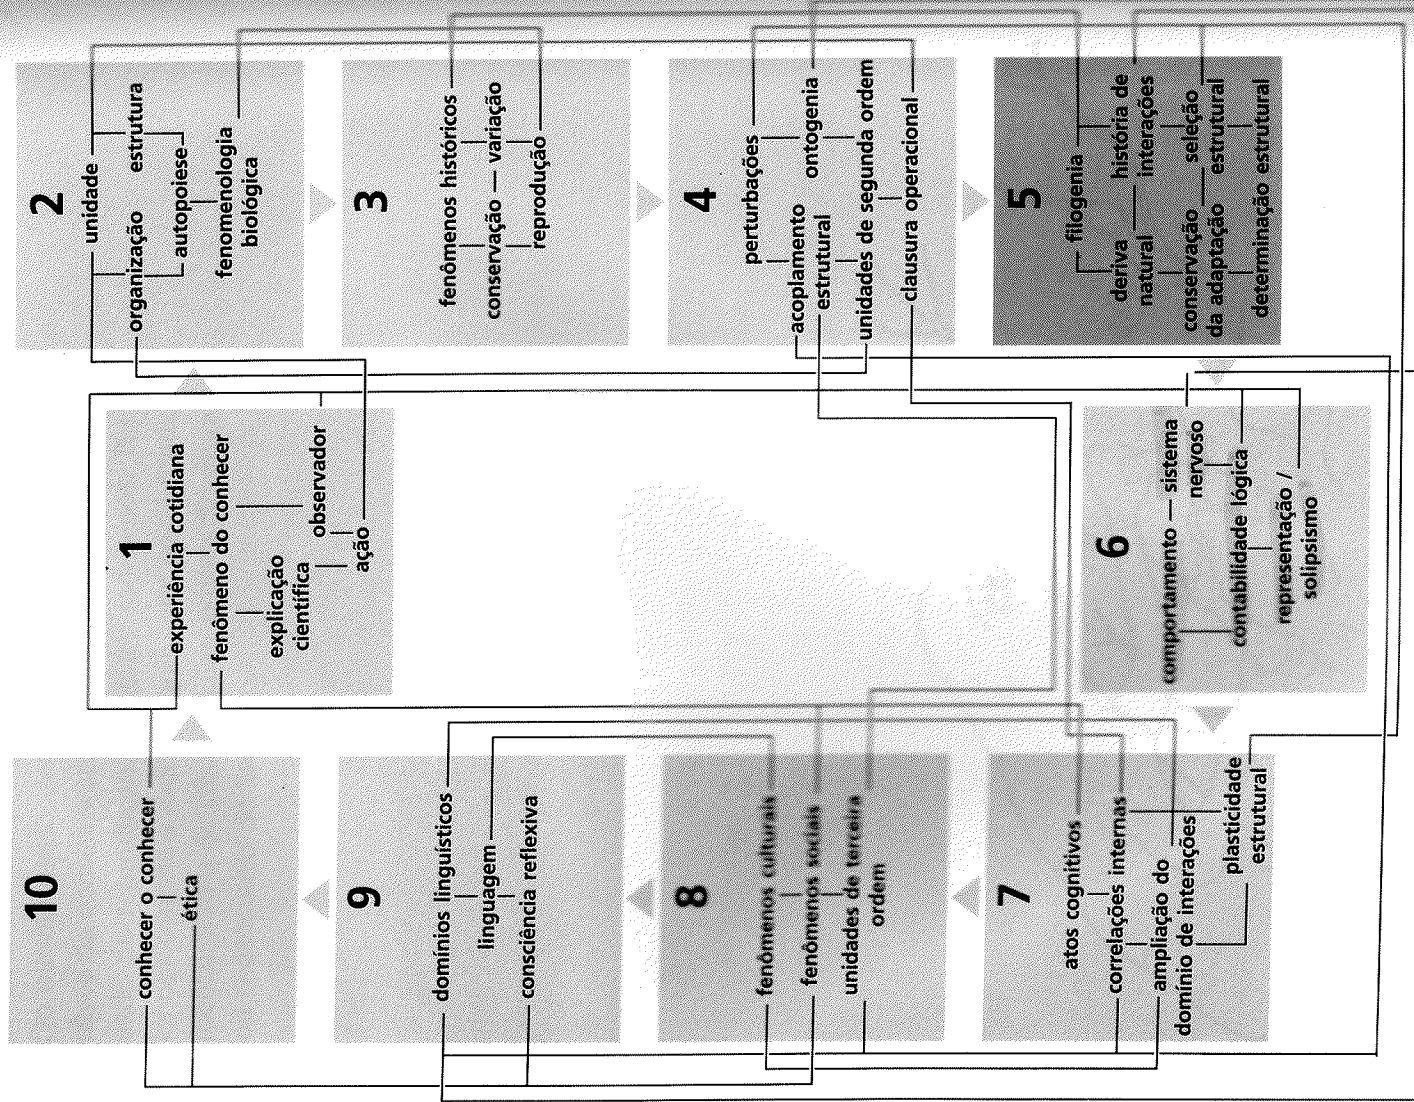 1
experiência cotidiana
fenômeno do conhecer
explicação
científica
observador
ação
2
unidade
organização
estrutura
autopoiese
fenomenologia
biológica
3
fenômenos históricos
conservação — variação
reprodução
4
perturbações
acoplamento
estrutural
ontogenia
unidades de segunda ordem
clausura operacional
5
filogenia
deriva
natural
história de
interações
conservação
da adaptação
seleção
estrutural
determinação estrutural
6
comportamento — sistema
nervoso
contabilidade lógica
representação /
solipsismo
7
atos cognitivos
correlações internas
ampliação do
domínio de interações
plasticidade
estrutural
8
fenômenos culturais
fenômenos sociais
unidades de terceira
ordem
9
domínios linguísticos
linguagem
consciência reflexiva
10
conhecer o conhecer
ética